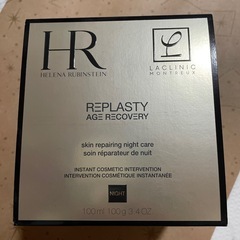 HR
HELENA RUBINSTEIN
LACLINIC
MONTREUX
REPLASTY
AGE RECOVERY
skin repairing night care
soin réparateur de nuit
INSTANT COSMETIC INTERVENTION
INTERVENTION COSMÉTIQUE INSTANTANÉE
NIGHT
100ml 100g 3.4OZ